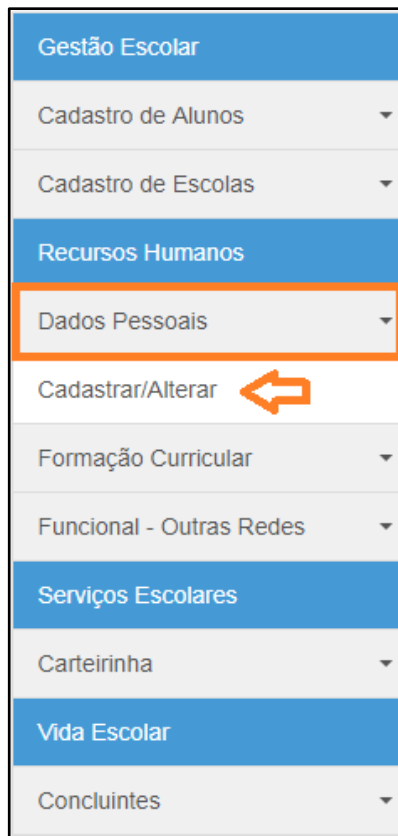 Gestão Escolar
Cadastro de Alunos
Cadastro de Escolas
Recursos Humanos
Dados Pessoais
Cadastrar/Alterar
Formação Curricular
Funcional - Outras Redes
Serviços Escolares
Carteirinha
Vida Escolar
Concluintes